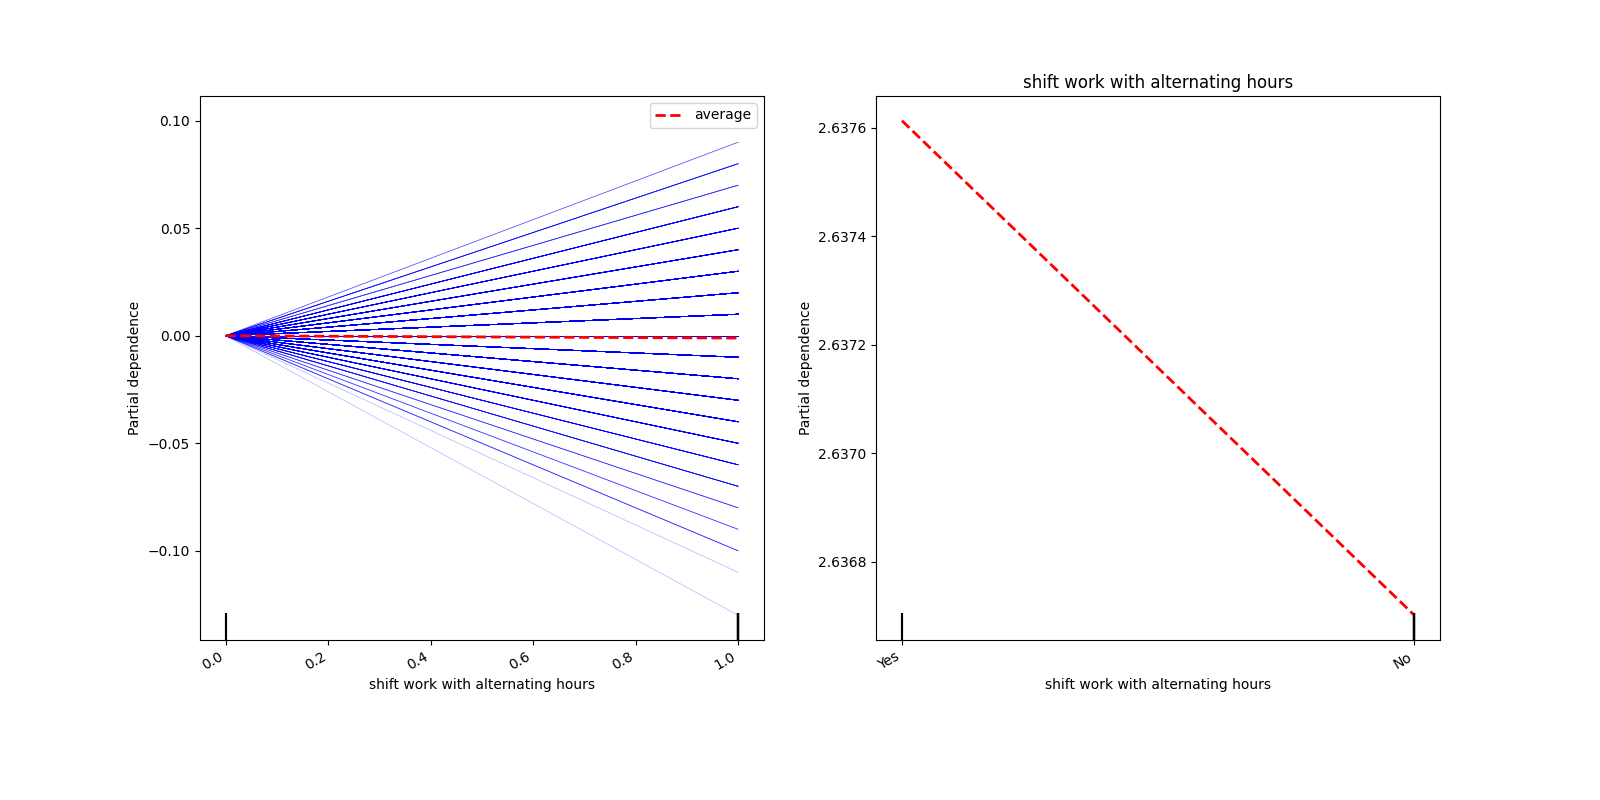 average
0.10
0.05
0.00
−0.05
−0.10
Partial dependence
0.0
0.2
0.4
0.6
0.8
1.0
shift work with alternating hours
shift work with alternating hours
2.6376
2.6374
2.6372
2.6370
2.6368
Partial dependence
Yes
No
shift work with alternating hours